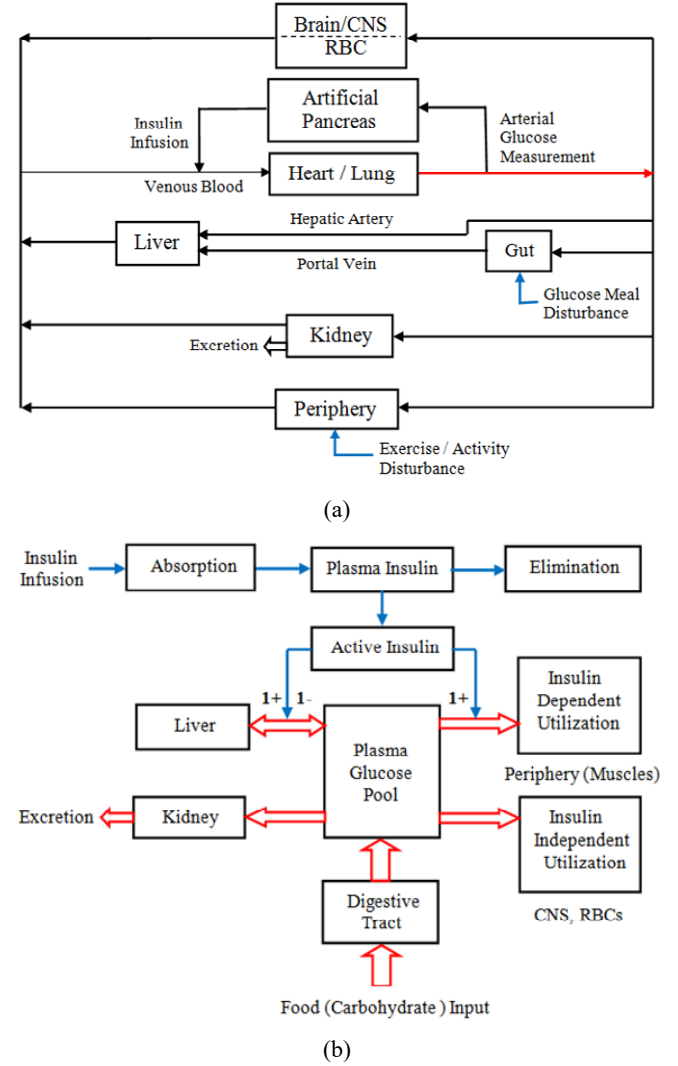 Brain/CNS
RBC
Artificial
Pancreas
Insulin
Infusion
Arterial
Glucose
Measurement
Venous Blood
Heart / Lung
Hepatic Artery
Liver
Portal Vein
Gut
Glucose Meal
Disturbance
Kidney
Excretion
Periphery
Exercise / Activity
Disturbance
(a)
Insulin
Infusion
Absorption
Plasma Insulin
Elimination
Active Insulin
1+
1-
1+
Liver
Plasma
Glucose
Pool
Insulin
Dependent
Utilization
Periphery (Muscles)
Excretion
Kidney
Insulin
Independent
Utilization
CNS, RBCs
Digestive
Tract
Food (Carbohydrate ) Input
(b)